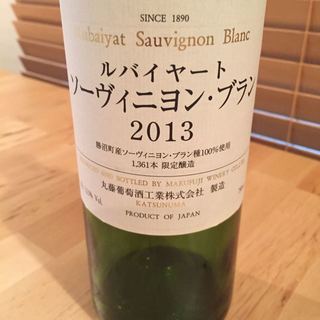 SINCE 1890
Rubaiyat Sauvignon Blanc
ルバイヤート
ソーヴィニヨン・ブラン
2013
勝沼町産ソーヴィニヨン・ブラン種100%使用
1,361本 限定醸造
AND BOTTLED BY MARUFUJI WINERY
丸藤葡萄酒工業株式会社 製造
Vol.
KATSUNUMA
PRODUCT OF JAPAN